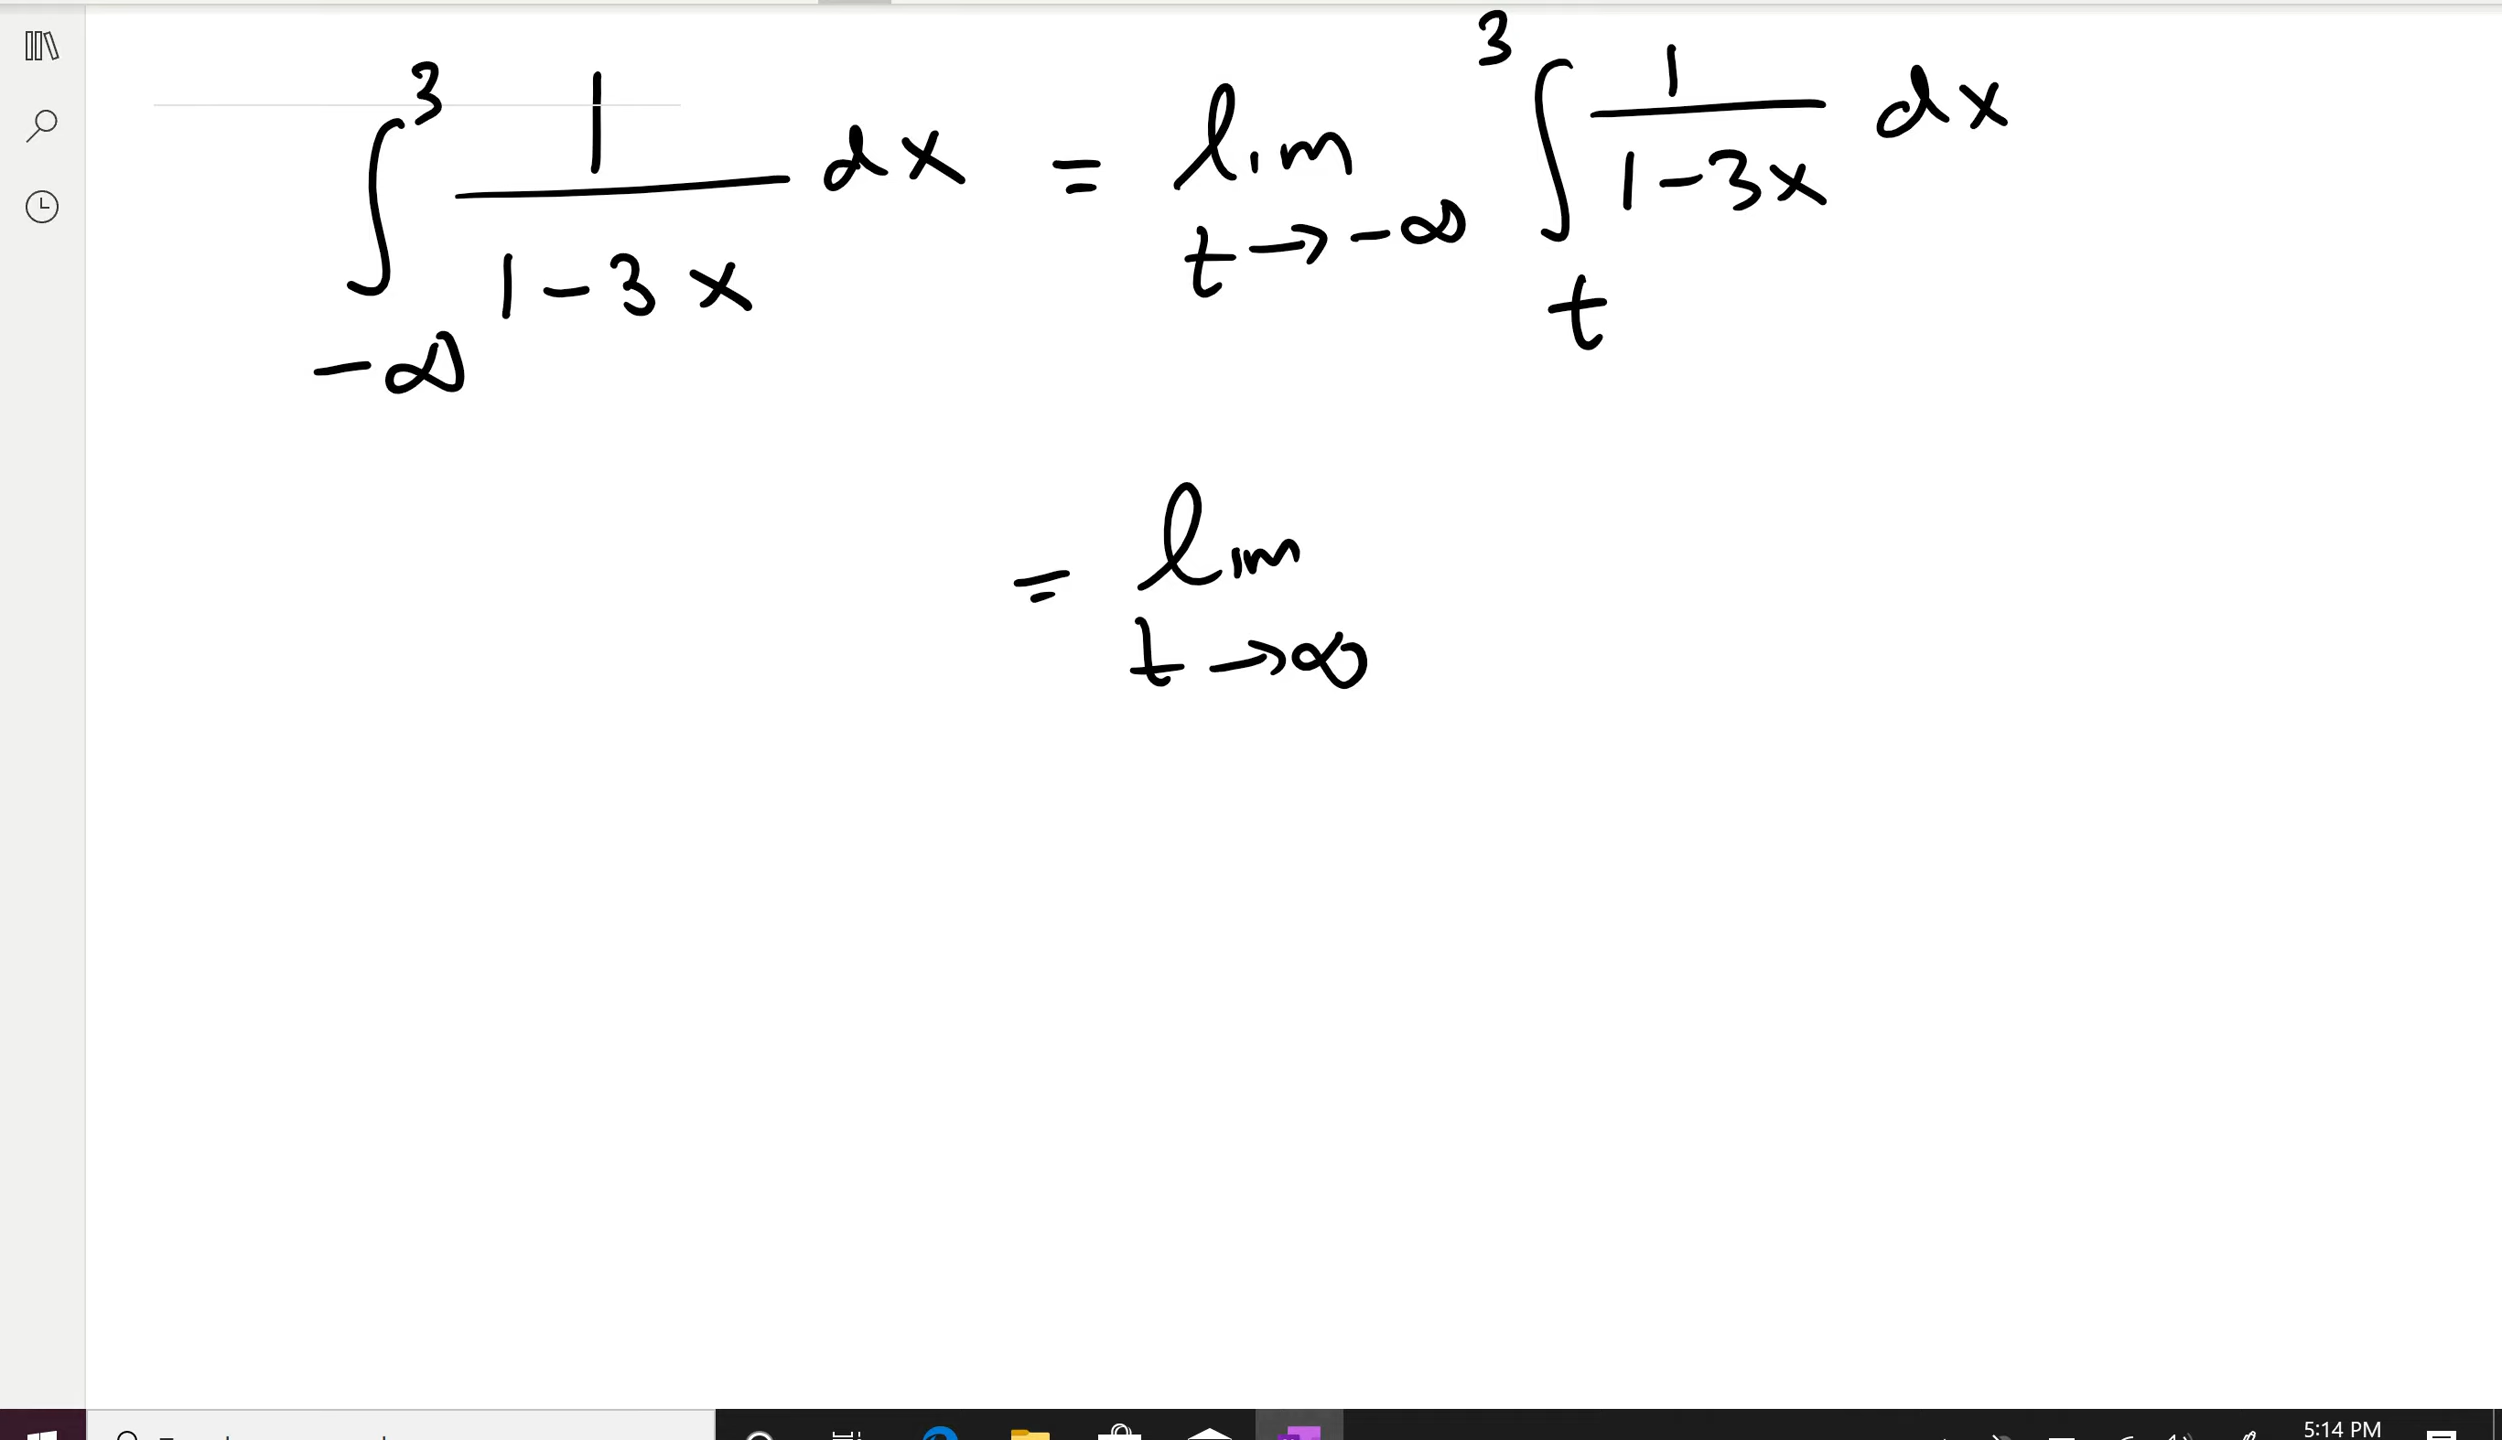 ∫_{-∞}^{3} 1/(1-3x) dx = lim_{t→-∞} ∫_{t}^{3} 1/(1-3x) dx
= lim_{t→∞}
5:14 PM